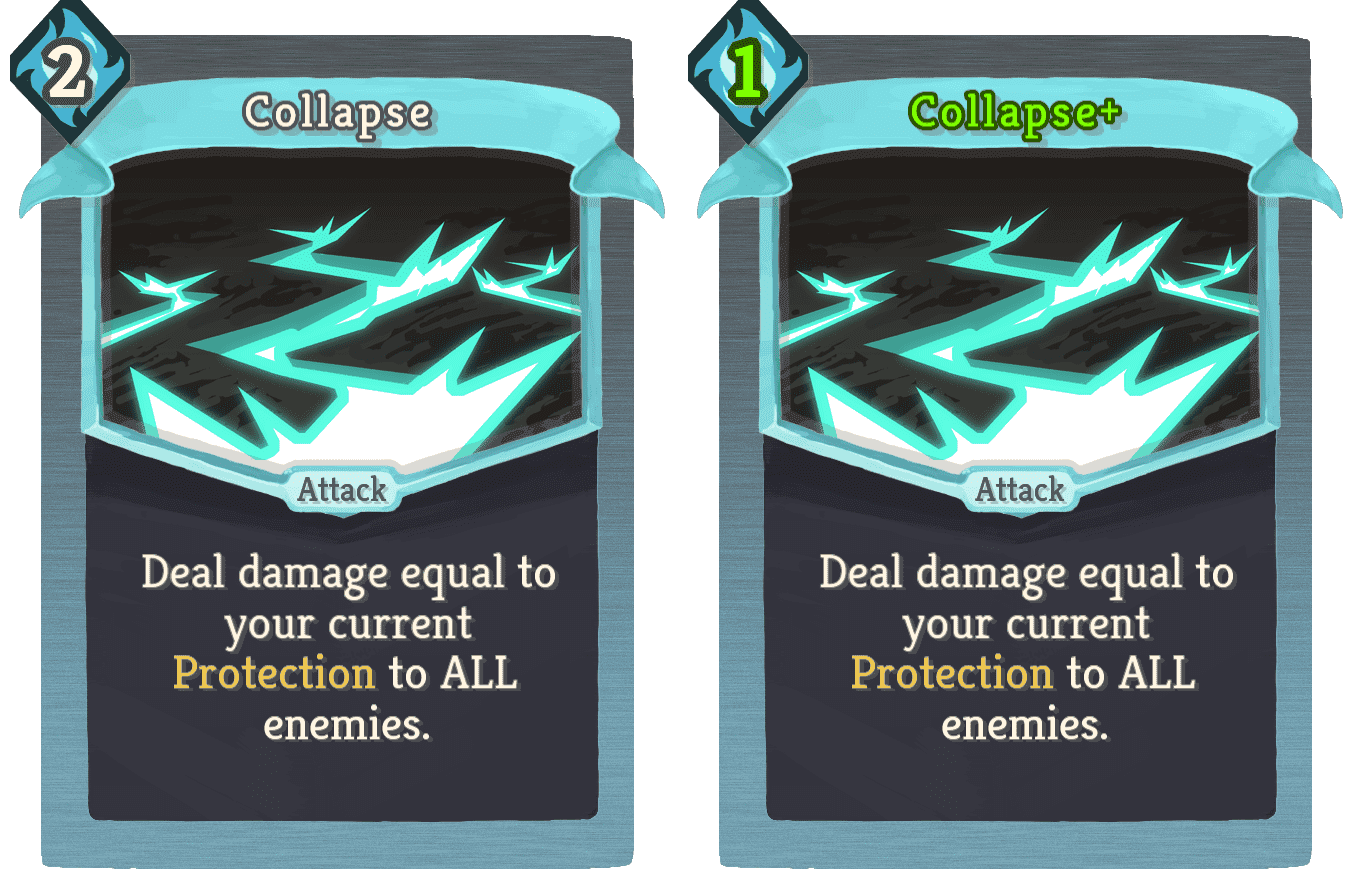 2
Collapse
Attack
Deal damage equal to
your current
Protection to ALL
enemies.
1
Collapse+
Attack
Deal damage equal to
your current
Protection to ALL
enemies.